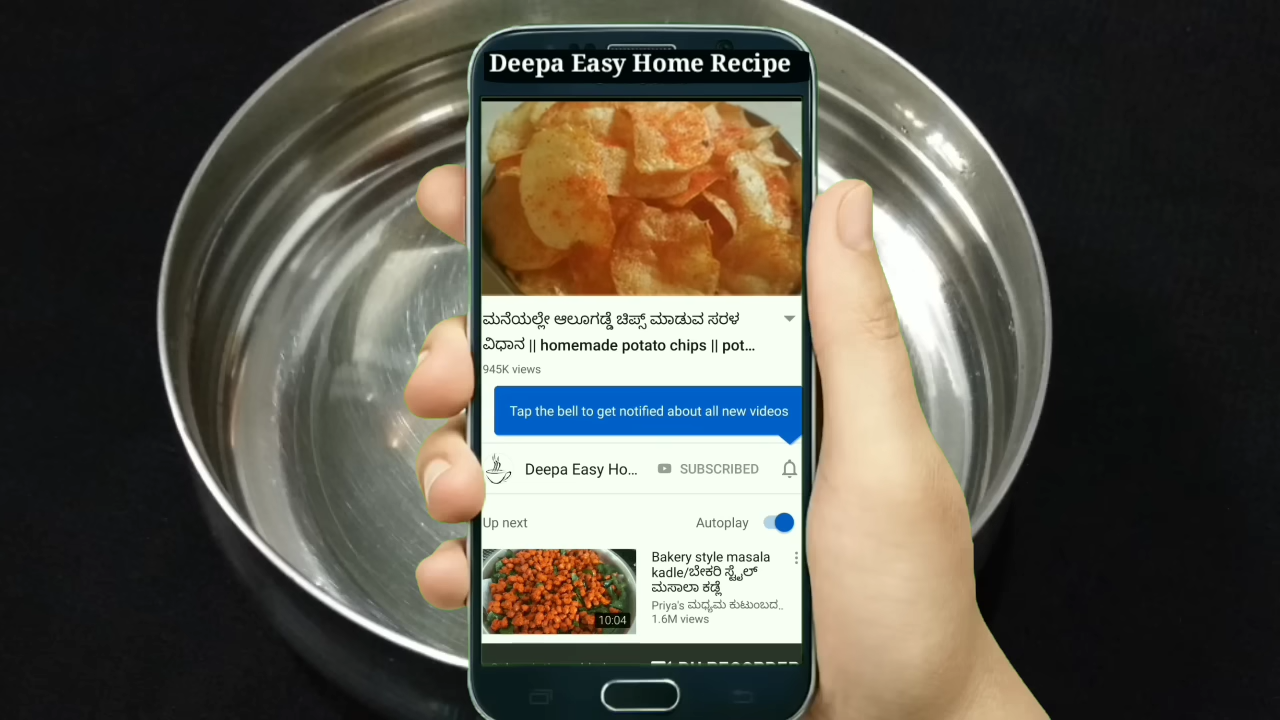 Deepa Easy Home Recipe
ಮನೆಯಲ್ಲೇ ಆಲೂಗಡ್ಡೆ ಚಿಪ್ಸ್ ಮಾಡುವ ಸರಳ
ವಿಧಾನ || homemade potato chips || pot...
945K views
Tap the bell to get notified about all new videos
Deepa Easy Ho...
SUBSCRIBED
Up next
Autoplay
Bakery style masala
kadle/ಬೇಕರಿ ಸ್ಟೈಲ್
ಮಸಾಲಾ ಕಡ್ಲೆ
Priya's ಮಧ್ಯಮ ಕುಟುಂಬದ..
1.6M views
10:04